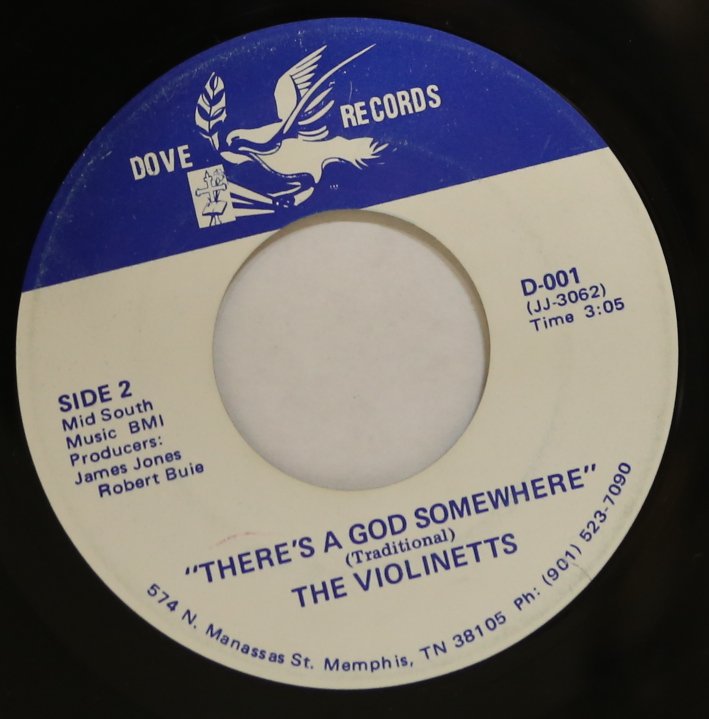 DOVE RECORDS
D-001
(JJ-3062)
Time 3:05
SIDE 2
Mid South
Music BMI
Producers:
James Jones
Robert Buie
"THERE'S A GOD SOMEWHERE"
(Traditional)
THE VIOLINETTS
574 N. Manassas St. Memphis, TN 38105 Ph: (901) 523-7090